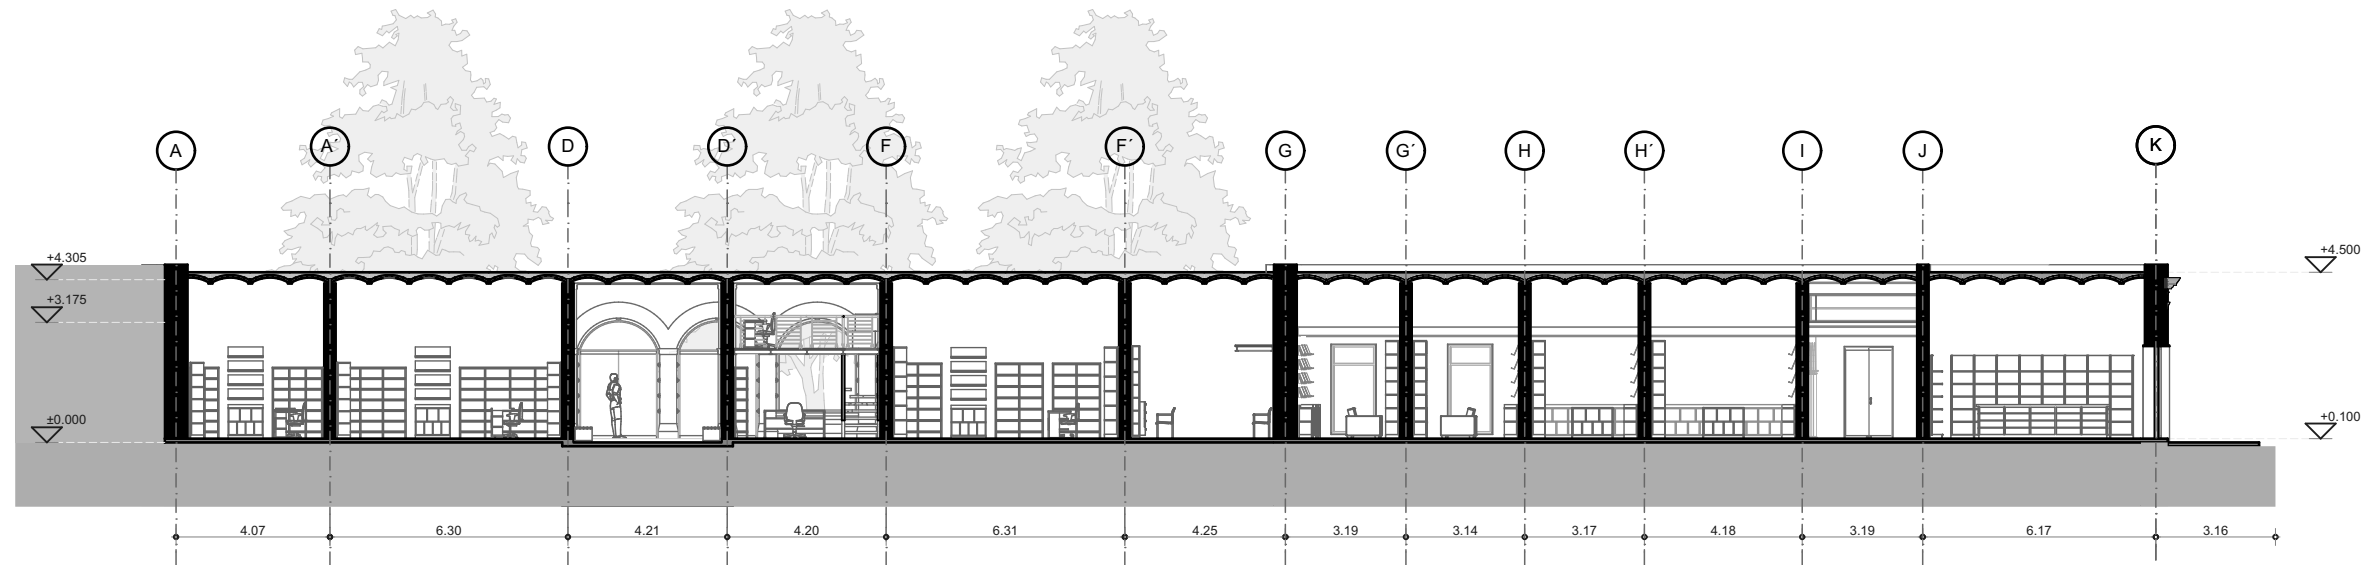 A A´ D D´ F F´ G G´ H H´ I J K
+4.305
+4.500
+3.175
±0.000
+0.100
4.07 6.30 4.21 4.20 6.31 4.25 3.19 3.14 3.17 4.18 3.19 6.17 3.16